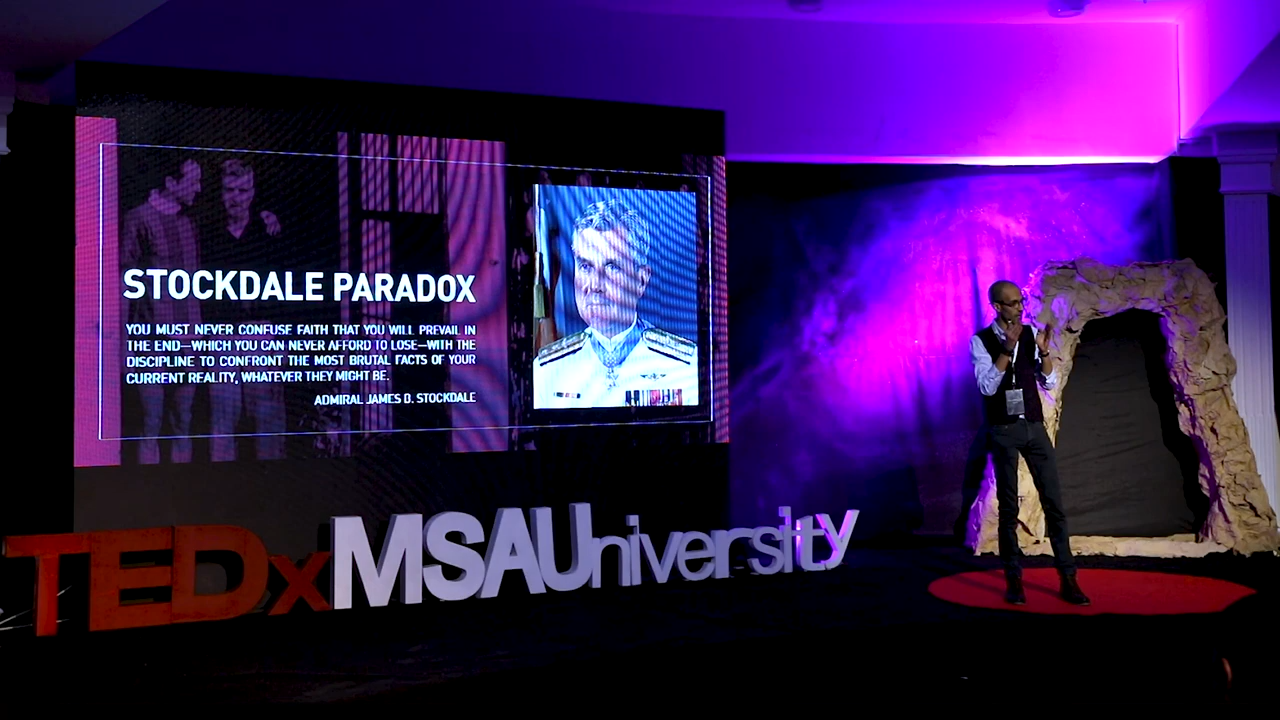 STOCKDALE PARADOX
YOU MUST NEVER CONFUSE FAITH THAT YOU WILL PREVAIL IN
THE END—WHICH YOU CAN NEVER AFFORD TO LOSE—WITH THE
DISCIPLINE TO CONFRONT THE MOST BRUTAL FACTS OF YOUR
CURRENT REALITY, WHATEVER THEY MIGHT BE.
ADMIRAL JAMES D. STOCKDALE
TEDxMSAUniversity